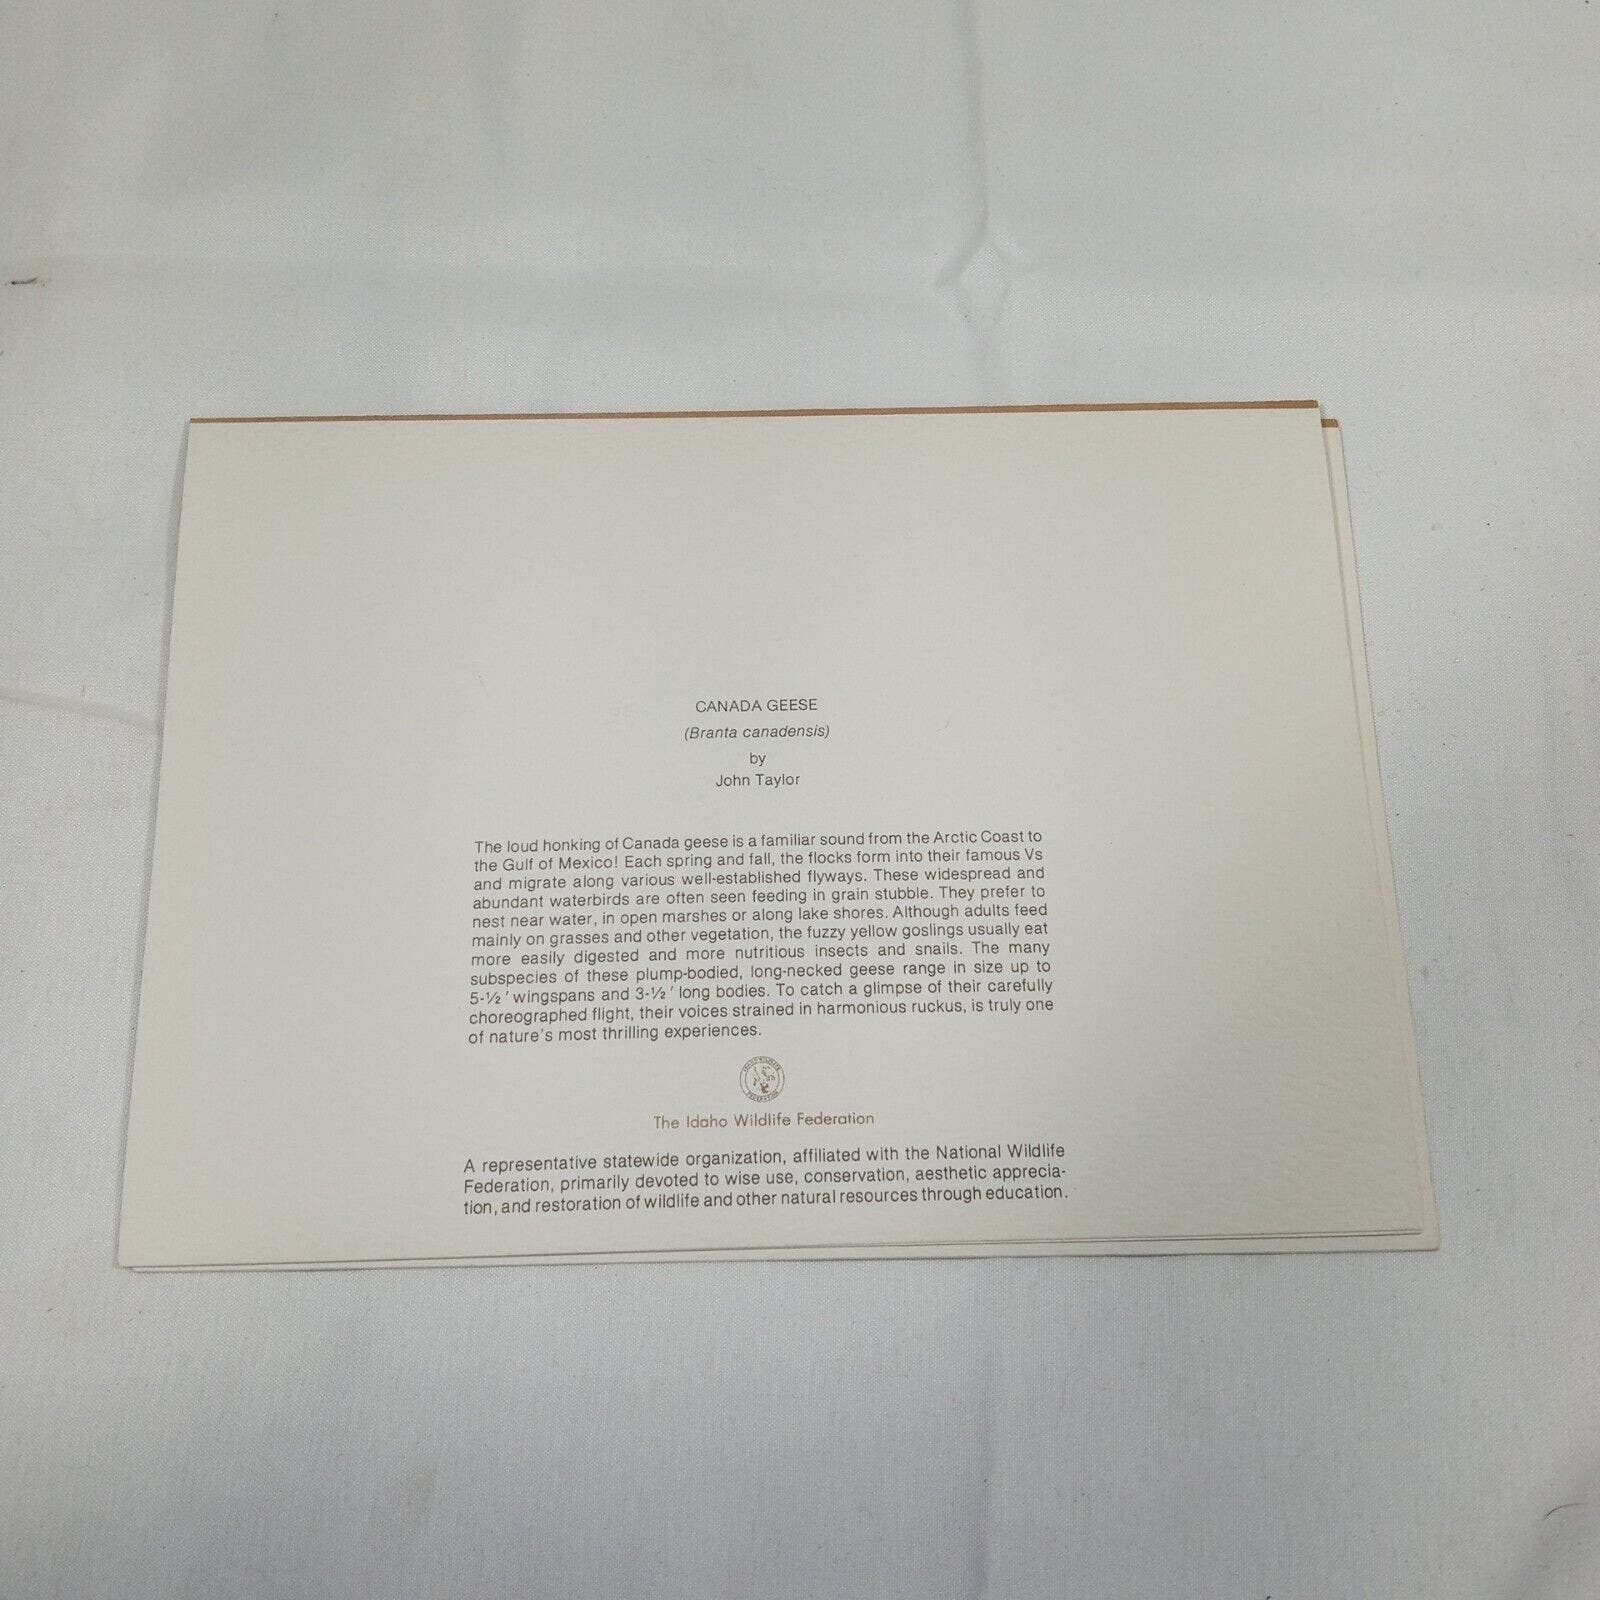 CANADA GEESE
(Branta canadensis)
by
John Taylor
The loud honking of Canada geese is a familiar sound from the Arctic Coast to
the Gulf of Mexico! Each spring and fall, the flocks form into their famous Vs
and migrate along various well-established flyways. These widespread and
abundant waterbirds are often seen feeding in grain stubble. They prefer to
nest near water, in open marshes or along lake shores. Although adults feed
mainly on grasses and other vegetation, the fuzzy yellow goslings usually eat
more easily digested and more nutritious insects and snails. The many
subspecies of these plump-bodied, long-necked geese range in size up to
5-½' wingspans and 3-½' long bodies. To catch a glimpse of their carefully
choreographed flight, their voices strained in harmonious ruckus, is truly one
of nature's most thrilling experiences.
IDAHO WILDLIFE
FEDERATION
The Idaho Wildlife Federation
A representative statewide organization, affiliated with the National Wildlife
Federation, primarily devoted to wise use, conservation, aesthetic apprecia-
tion, and restoration of wildlife and other natural resources through education.